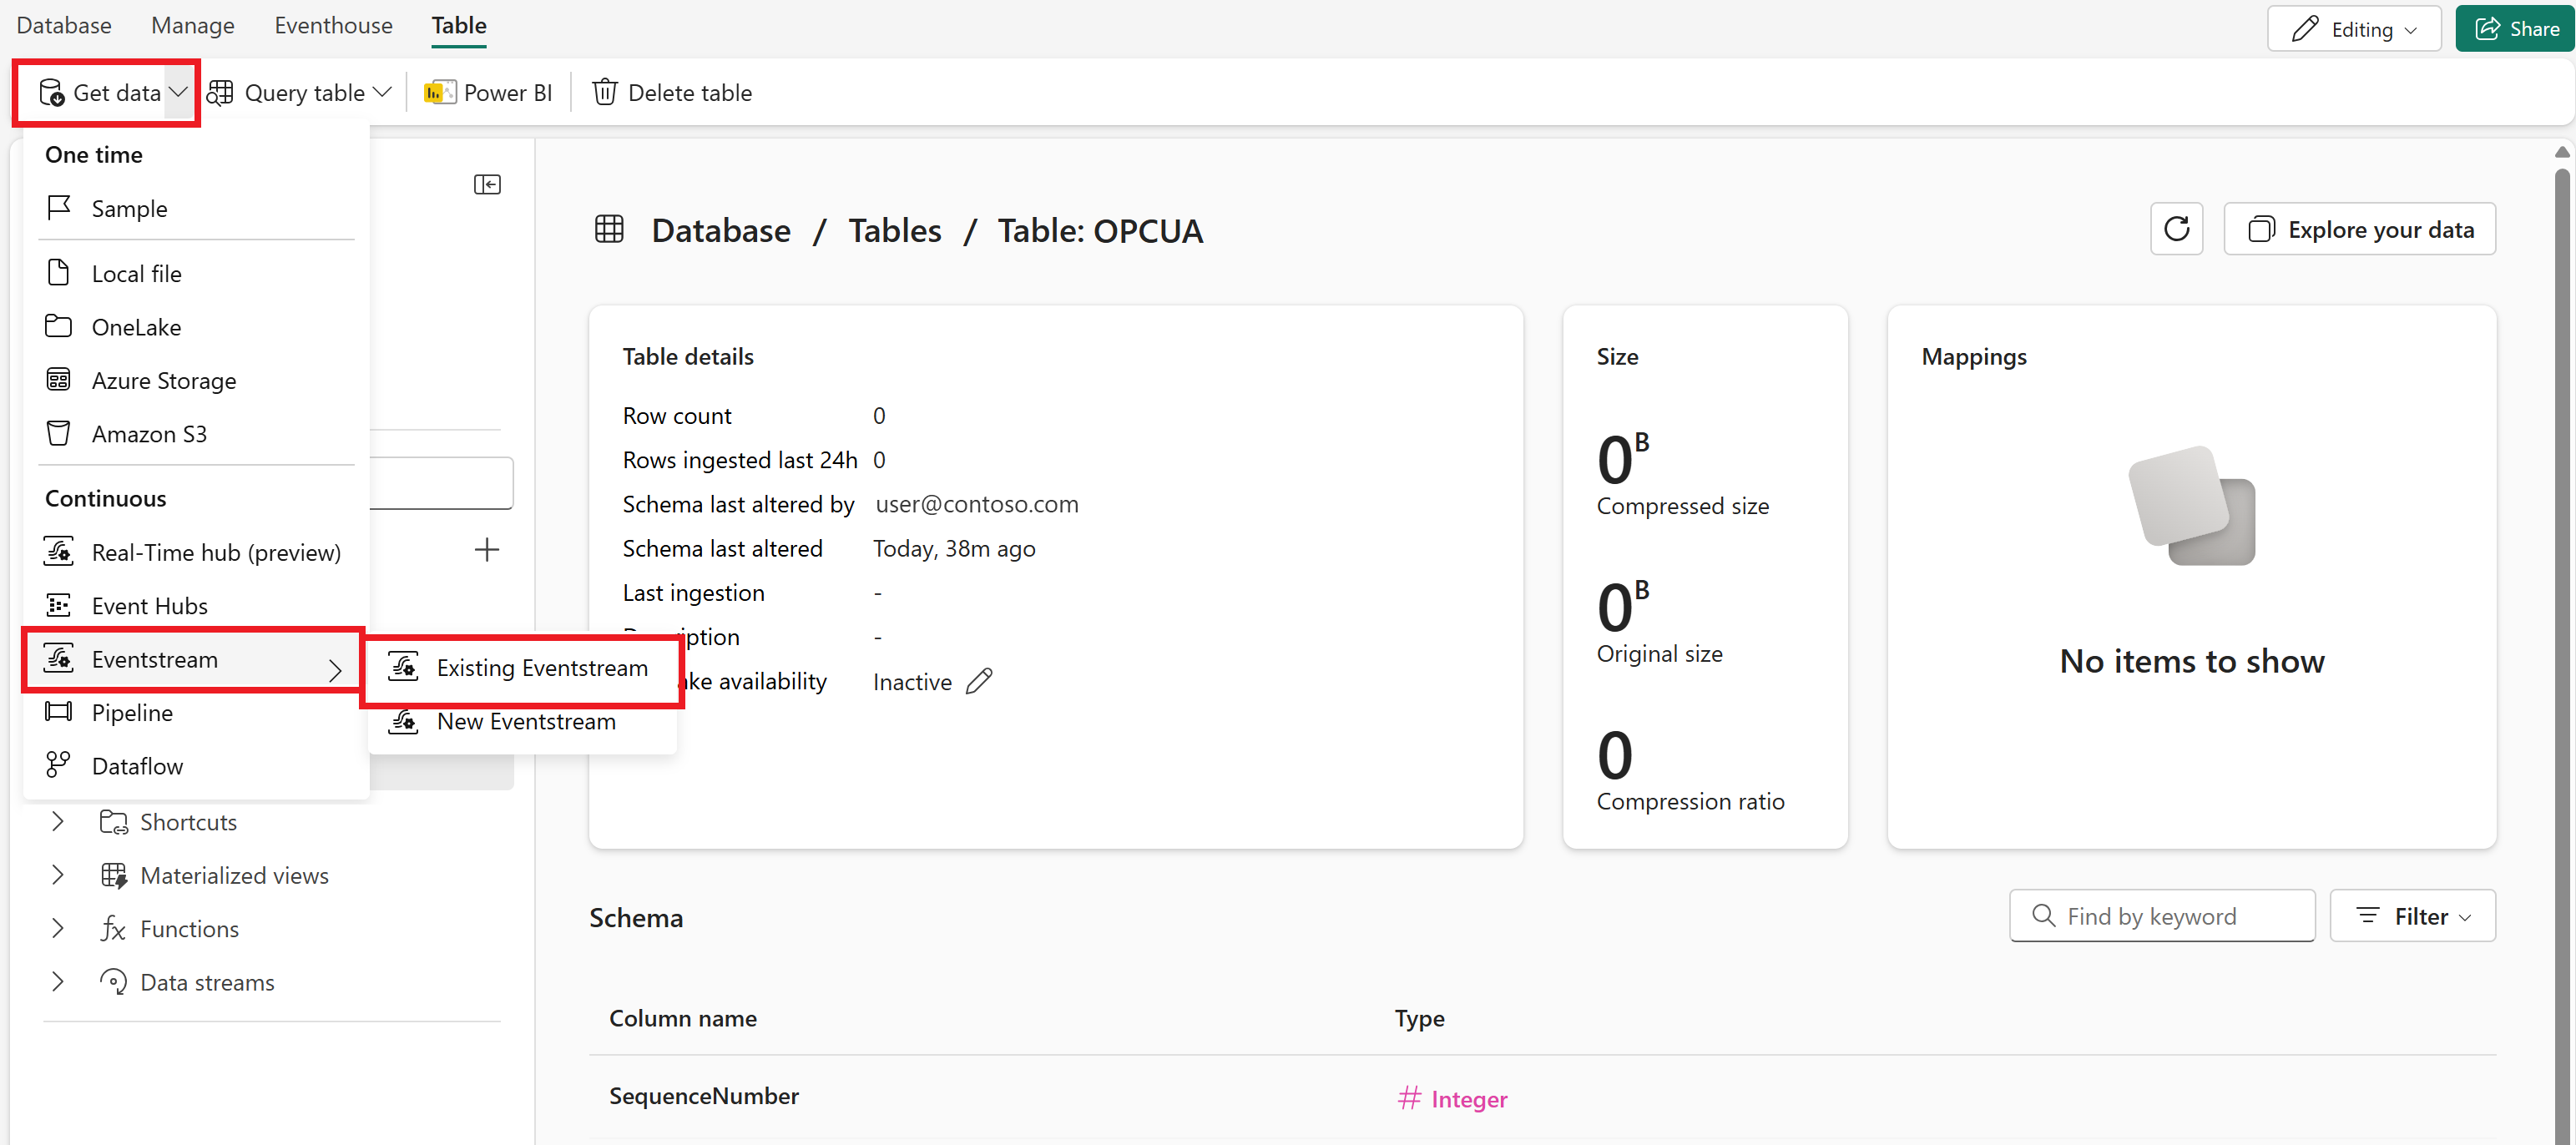 Database Manage Eventhouse Table
Editing Share
Get data Query table Power BI Delete table
One time
Sample
Local file
OneLake
Azure Storage
Amazon S3
Continuous
Real-Time hub (preview)
Event Hubs
Eventstream
Existing Eventstream
New Eventstream
Pipeline
Dataflow
Shortcuts
Materialized views
Functions
Data streams
Database / Tables / Table: OPCUA
Explore your data
Table details
Row count 0
Rows ingested last 24h 0
Schema last altered by user@contoso.com
Schema last altered Today, 38m ago
Last ingestion -
-
availability Inactive
Size
0 B
Compressed size
0 B
Original size
0
Compression ratio
Mappings
No items to show
Schema
Find by keyword Filter
Column name Type
SequenceNumber Integer